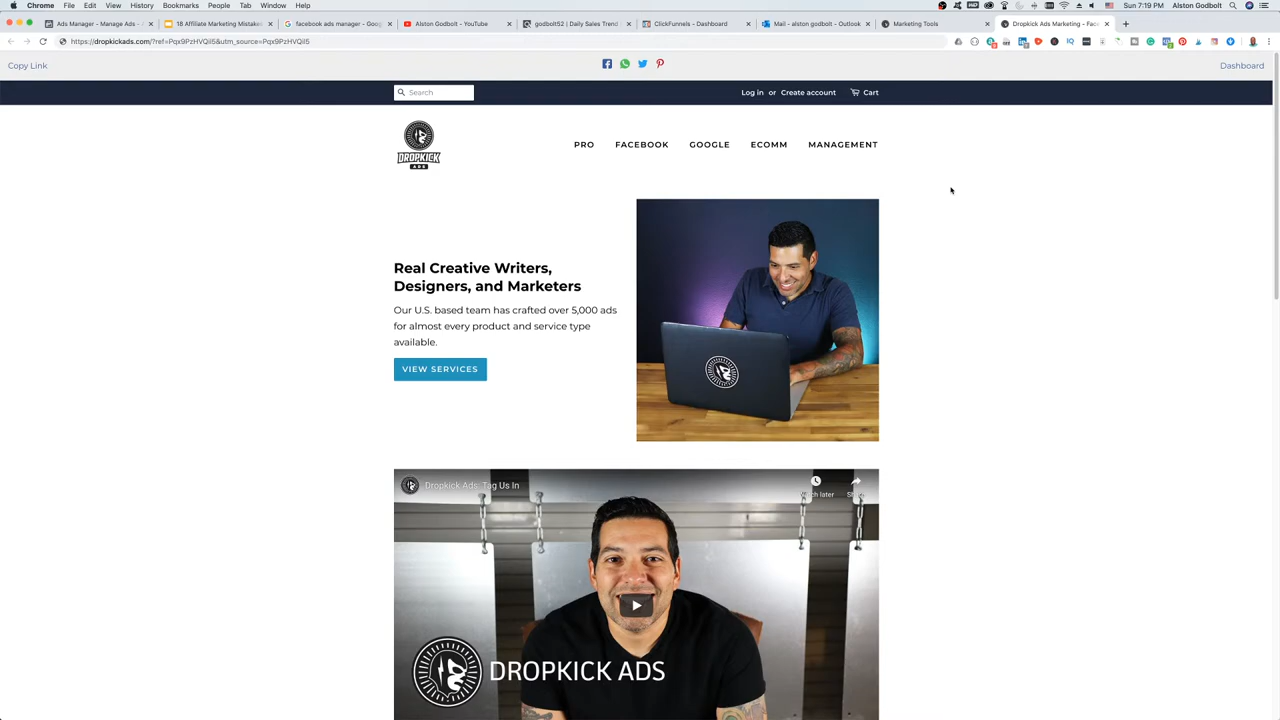 Chrome File Edit View History Bookmarks People Tab Window Help
Sun 7:19 PM Alston Godbolt
Ads Manager - Manage Ads -
18 Affiliate Marketing Mistakes
facebook ads manager - Goog
Alston Godbolt - YouTube
godbolt52 | Daily Sales Trend
ClickFunnels - Dashboard
Mail - alston godbolt - Outlook
Marketing Tools
Dropkick Ads Marketing - Face
https://dropkickads.com/?ref=Pqx9PzHVQil5&utm_source=Pqx9PzHVQil5
Copy Link
Dashboard
Search
Log in or Create account Cart
DROPKICK
ADS
PRO FACEBOOK GOOGLE ECOMM MANAGEMENT
Real Creative Writers,
Designers, and Marketers
Our U.S. based team has crafted over 5,000 ads
for almost every product and service type
available.
VIEW SERVICES
Dropkick Ads: Tag Us In
DROPKICK ADS